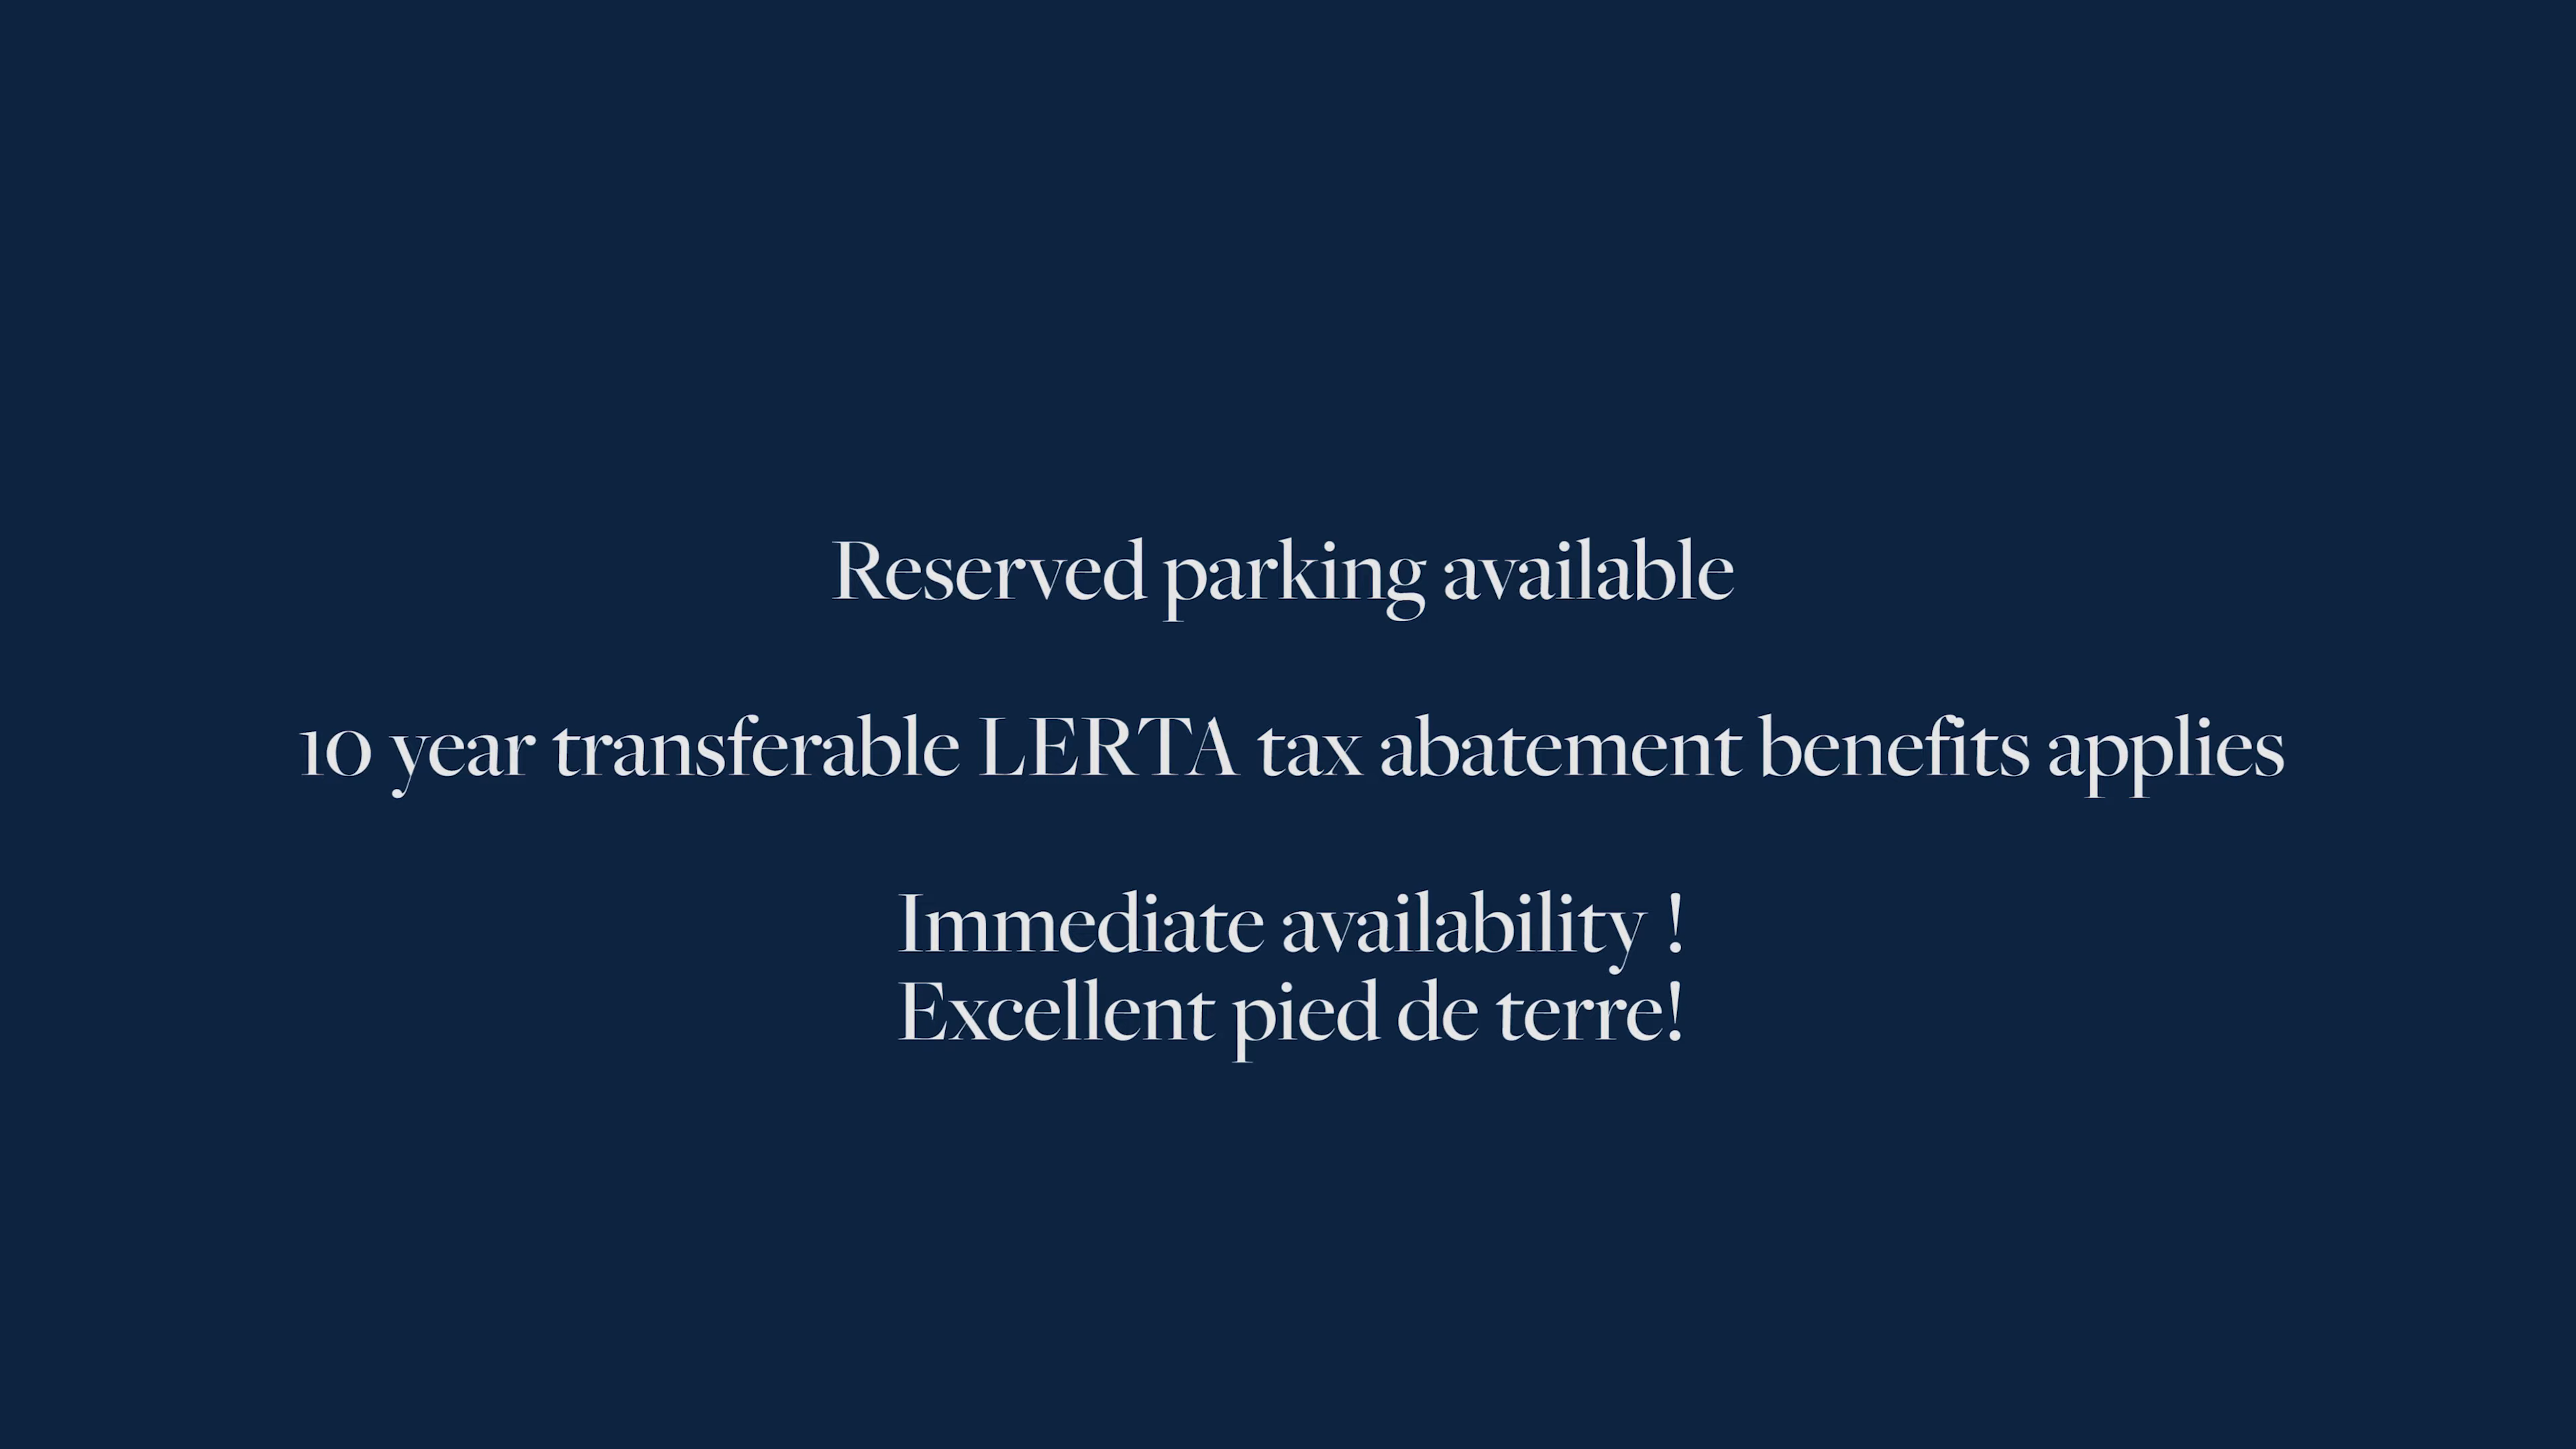 Reserved parking available
10 year transferable LERTA tax abatement benefits applies
Immediate availability !
Excellent pied de terre!